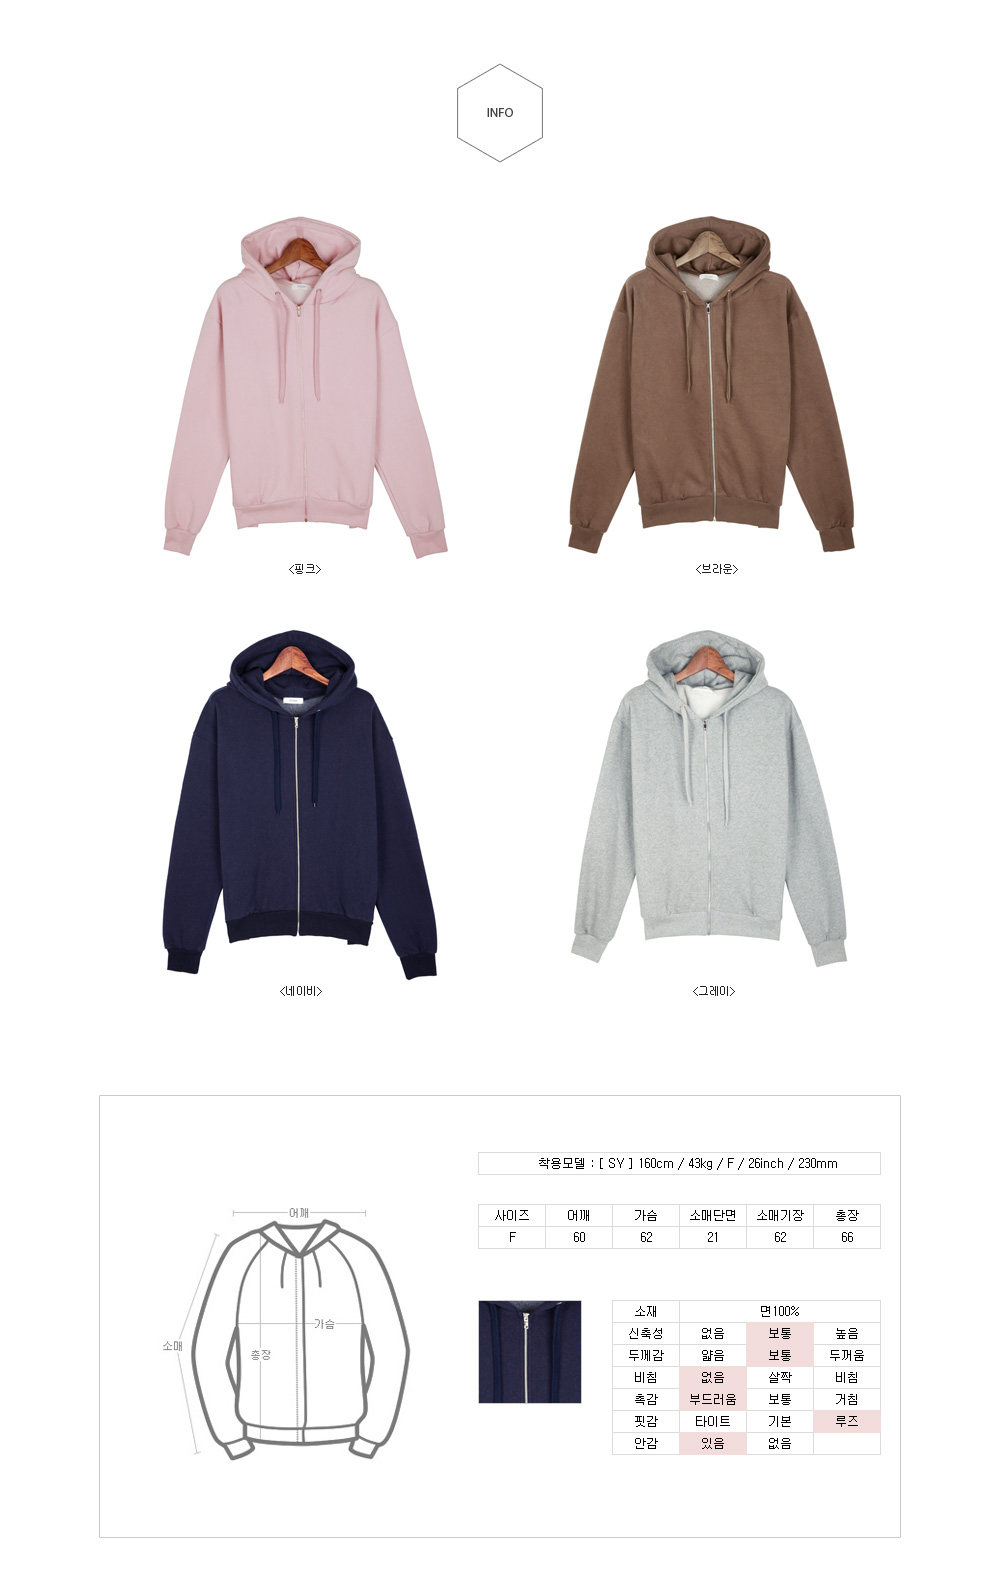 INFO
<핑크>
<브라운>
<네이비>
<그레이>
착용모델 : [ SY ] 160cm / 43kg / F / 26inch / 230mm
어깨
가슴
소매
총장
사이즈 어깨 가슴 소매단면 소매기장 총장
F 60 62 21 62 66
소재 면100%
신축성 없음 보통 높음
두께감 얇음 보통 두꺼움
비침 없음 살짝 비침
촉감 부드러움 보통 거침
핏감 타이트 기본 루즈
안감 있음 없음